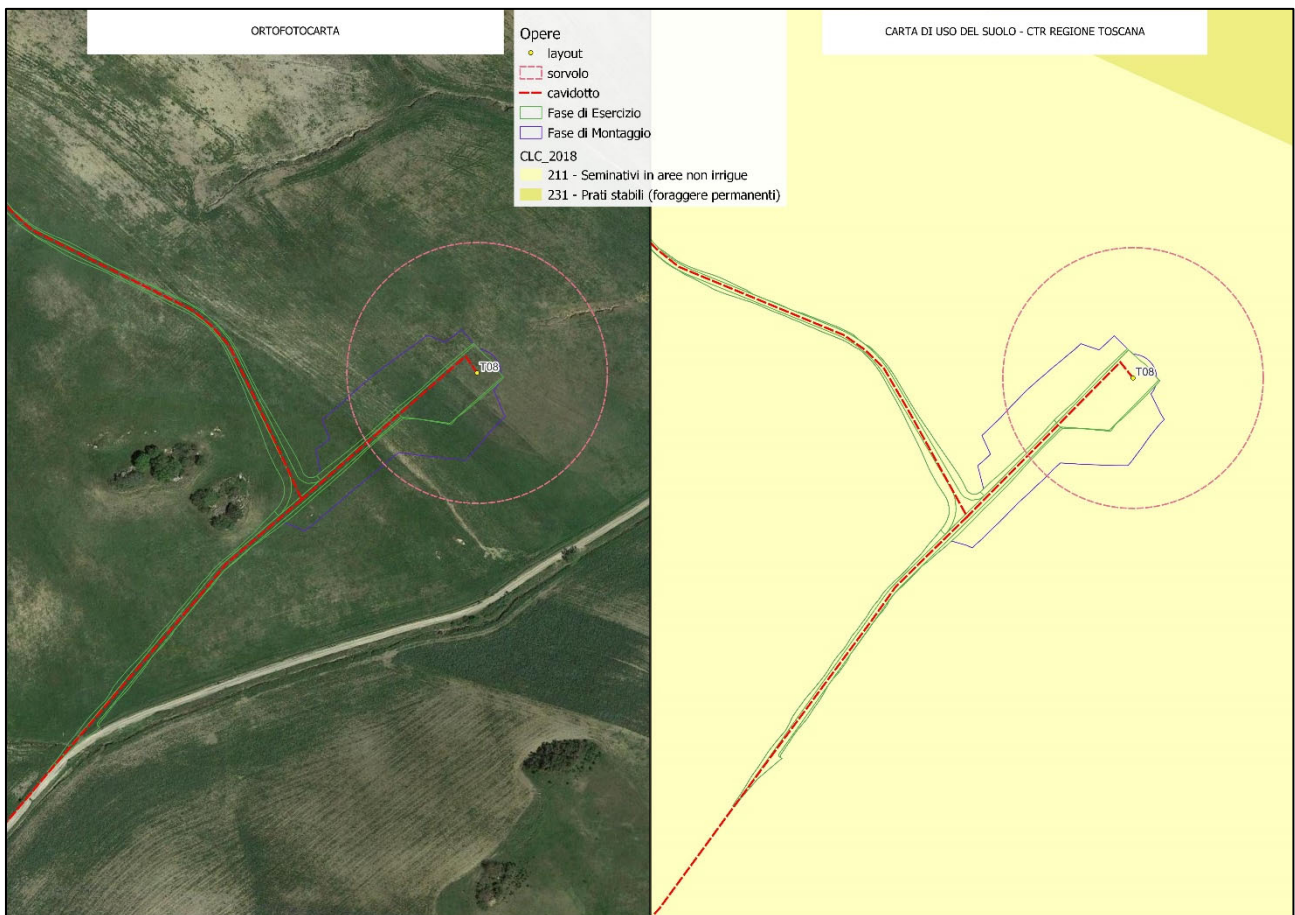 ORTOFOTOCARTA
Opere
layout
sorvolo
cavidotto
Fase di Esercizio
Fase di Montaggio
CLC_2018
211 - Seminativi in aree non irrigue
231 - Prati stabili (foraggere permanenti)
CARTA DI USO DEL SUOLO - CTR REGIONE TOSCANA
T08
T08